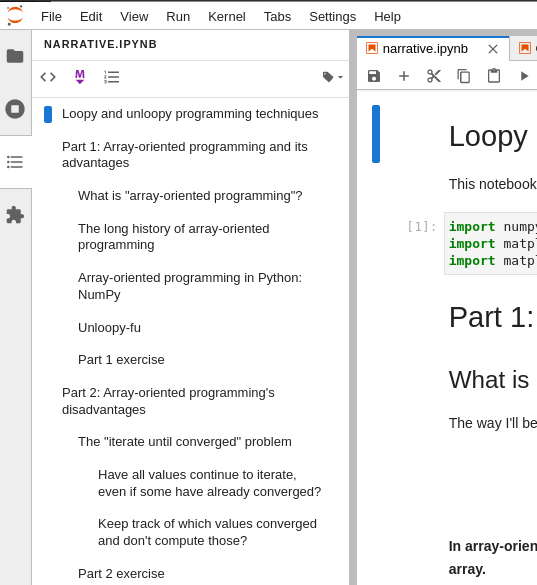 File Edit View Run Kernel Tabs Settings Help
NARRATIVE.IPYNB
narrative.ipynb
M
Loopy and unloopy programming techniques
Part 1: Array-oriented programming and its
advantages
What is "array-oriented programming"?
The long history of array-oriented
programming
Array-oriented programming in Python:
NumPy
Unloopy-fu
Part 1 exercise
Part 2: Array-oriented programming's
disadvantages
The "iterate until converged" problem
Have all values continue to iterate,
even if some have already converged?
Keep track of which values converged
and don't compute those?
Part 2 exercise
Loopy
This notebook
[1]:
import numpy
import matpl
import matpl
Part 1:
What is
The way I'll be
In array-orien
array.